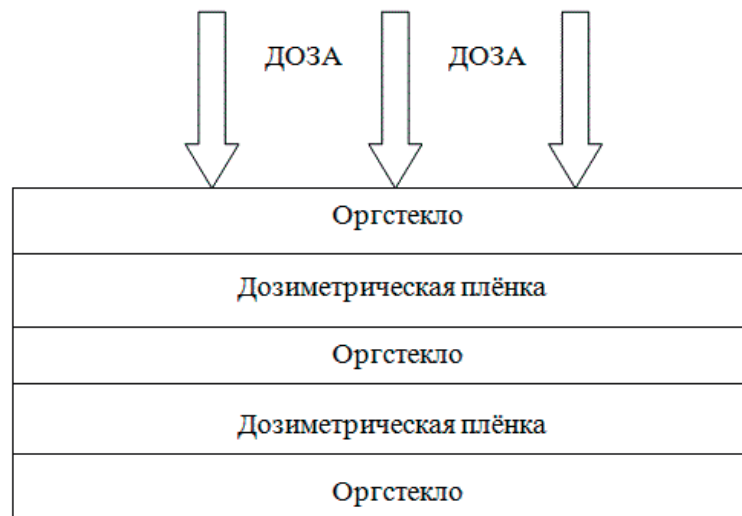 ДОЗА ДОЗА
Оргстекло
Дозиметрическая плёнка
Оргстекло
Дозиметрическая плёнка
Оргстекло